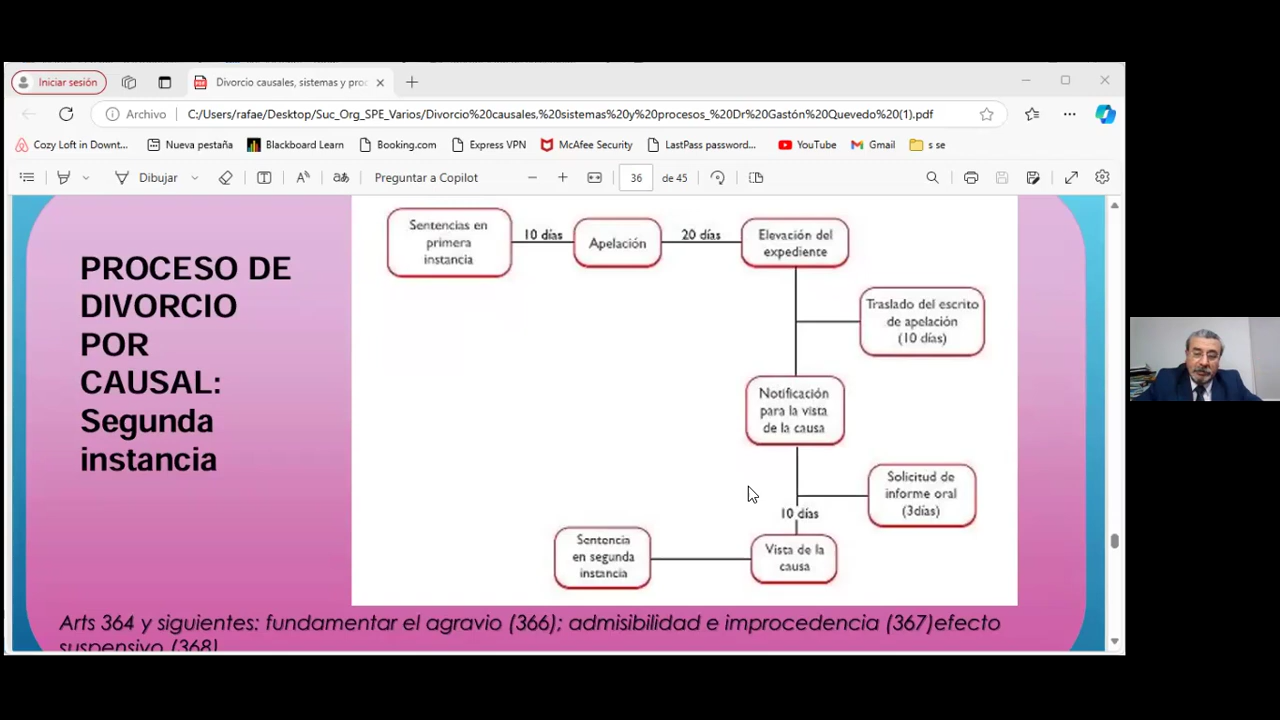 Iniciar sesión
Divorcio causales, sistemas y proc
Archivo
C:/Users/rafae/Desktop/Suc_Org_SPE_Varios/Divorcio%20causales,%20sistemas%20y%20procesos_%20Dr%20Gastón%20Quevedo%20(1).pdf
Cozy Loft in Downt...
Nueva pestaña
Blackboard Learn
Booking.com
Express VPN
McAfee Security
LastPass password...
YouTube
Gmail
s se
Dibujar
Preguntar a Copilot
36
de 45
PROCESO DE
DIVORCIO
POR
CAUSAL:
Segunda
instancia
Sentencias en
primera
instancia
10 días
Apelación
20 días
Elevación del
expediente
Traslado del escrito
de apelación
(10 días)
Notificación
para la vista
de la causa
Solicitud de
informe oral
(3días)
10 días
Vista de la
causa
Sentencia
en segunda
instancia
Arts 364 y siguientes: fundamentar el agravio (366); admisibilidad e improcedencia (367)efecto
suspensivo (368)